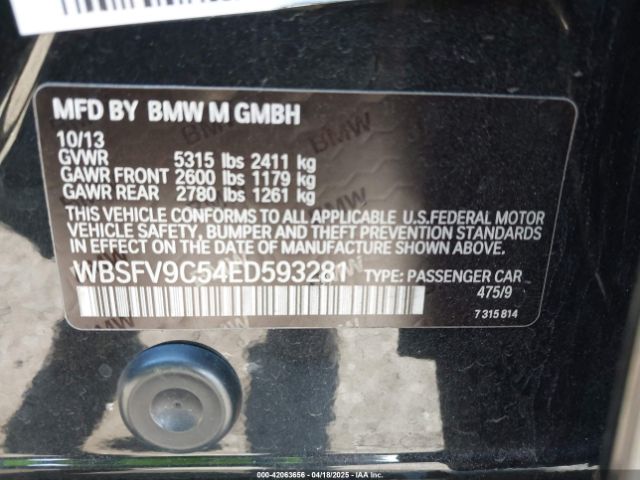 MFD BY BMW M GMBH
10/13
GVWR 5315 lbs 2411 kg
GAWR FRONT 2600 lbs 1179 kg
GAWR REAR 2780 lbs 1261 kg
THIS VEHICLE CONFORMS TO ALL APPLICABLE U.S.FEDERAL MOTOR
VEHICLE SAFETY, BUMPER AND THEFT PREVENTION STANDARDS
IN EFFECT ON THE DATE OF MANUFACTURE SHOWN ABOVE.
WBSFV9C54ED593281 TYPE: PASSENGER CAR
475/9
7 315 814
### - 42063656 - 04/18/2025 - ###